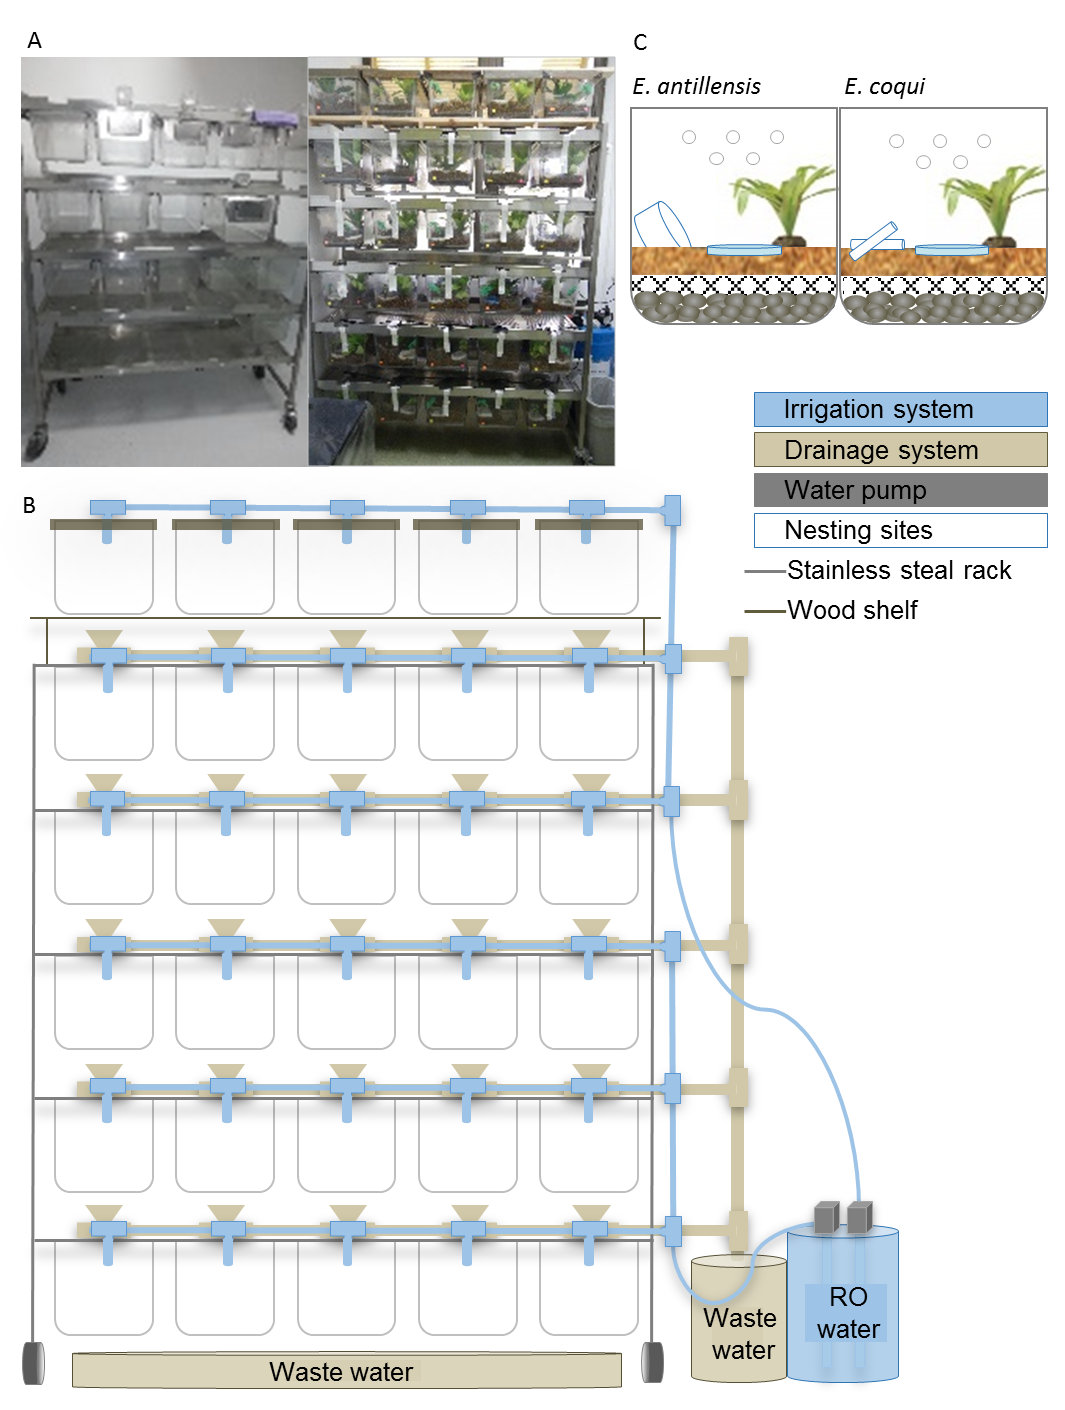 A
C
E. antillensis
E. coqui
Irrigation system
Drainage system
Water pump
Nesting sites
Stainless steal rack
Wood shelf
B
RO
water
Waste
water
Waste water